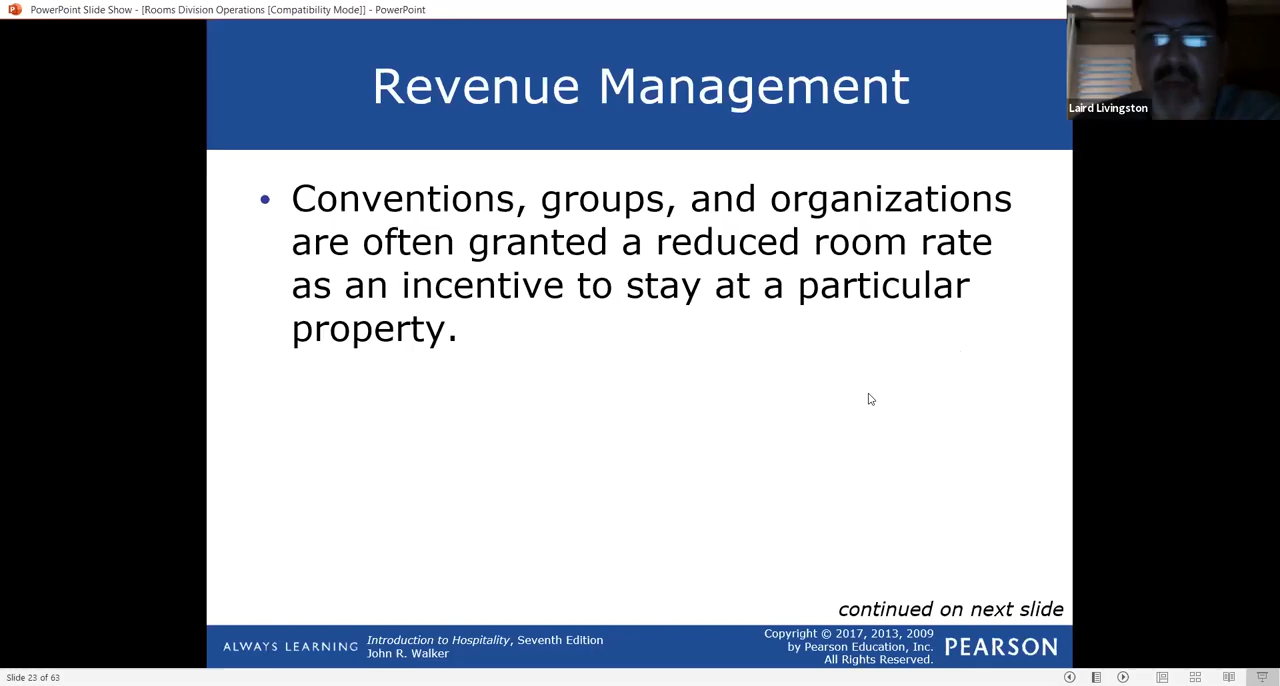 PowerPoint Slide Show - [Rooms Division Operations [Compatibility Mode]] - PowerPoint
Laird Livingston
Revenue Management
• Conventions, groups, and organizations
are often granted a reduced room rate
as an incentive to stay at a particular
property.
continued on next slide
ALWAYS LEARNING
Introduction to Hospitality, Seventh Edition
John R. Walker
Copyright © 2017, 2013, 2009
by Pearson Education, Inc.
All Rights Reserved.
PEARSON
Slide 23 of 63